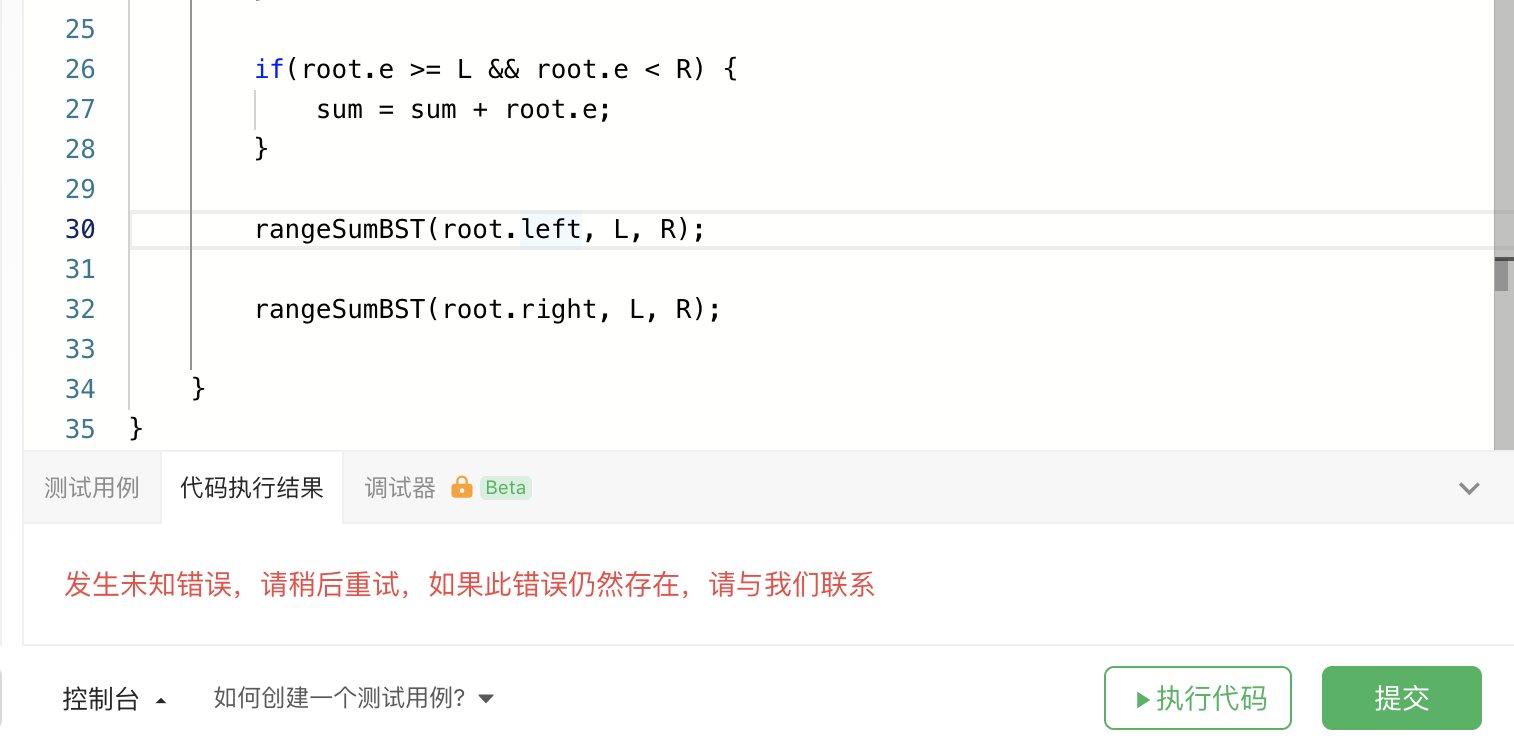 25
26 if(root.e >= L && root.e < R) {
27 sum = sum + root.e;
28 }
29
30 rangeSumBST(root.left, L, R);
31
32 rangeSumBST(root.right, L, R);
33
34 }
35 }
测试用例 代码执行结果 调试器 Beta
发生未知错误，请稍后重试，如果此错误仍然存在，请与我们联系
控制台 如何创建一个测试用例? 执行代码 提交